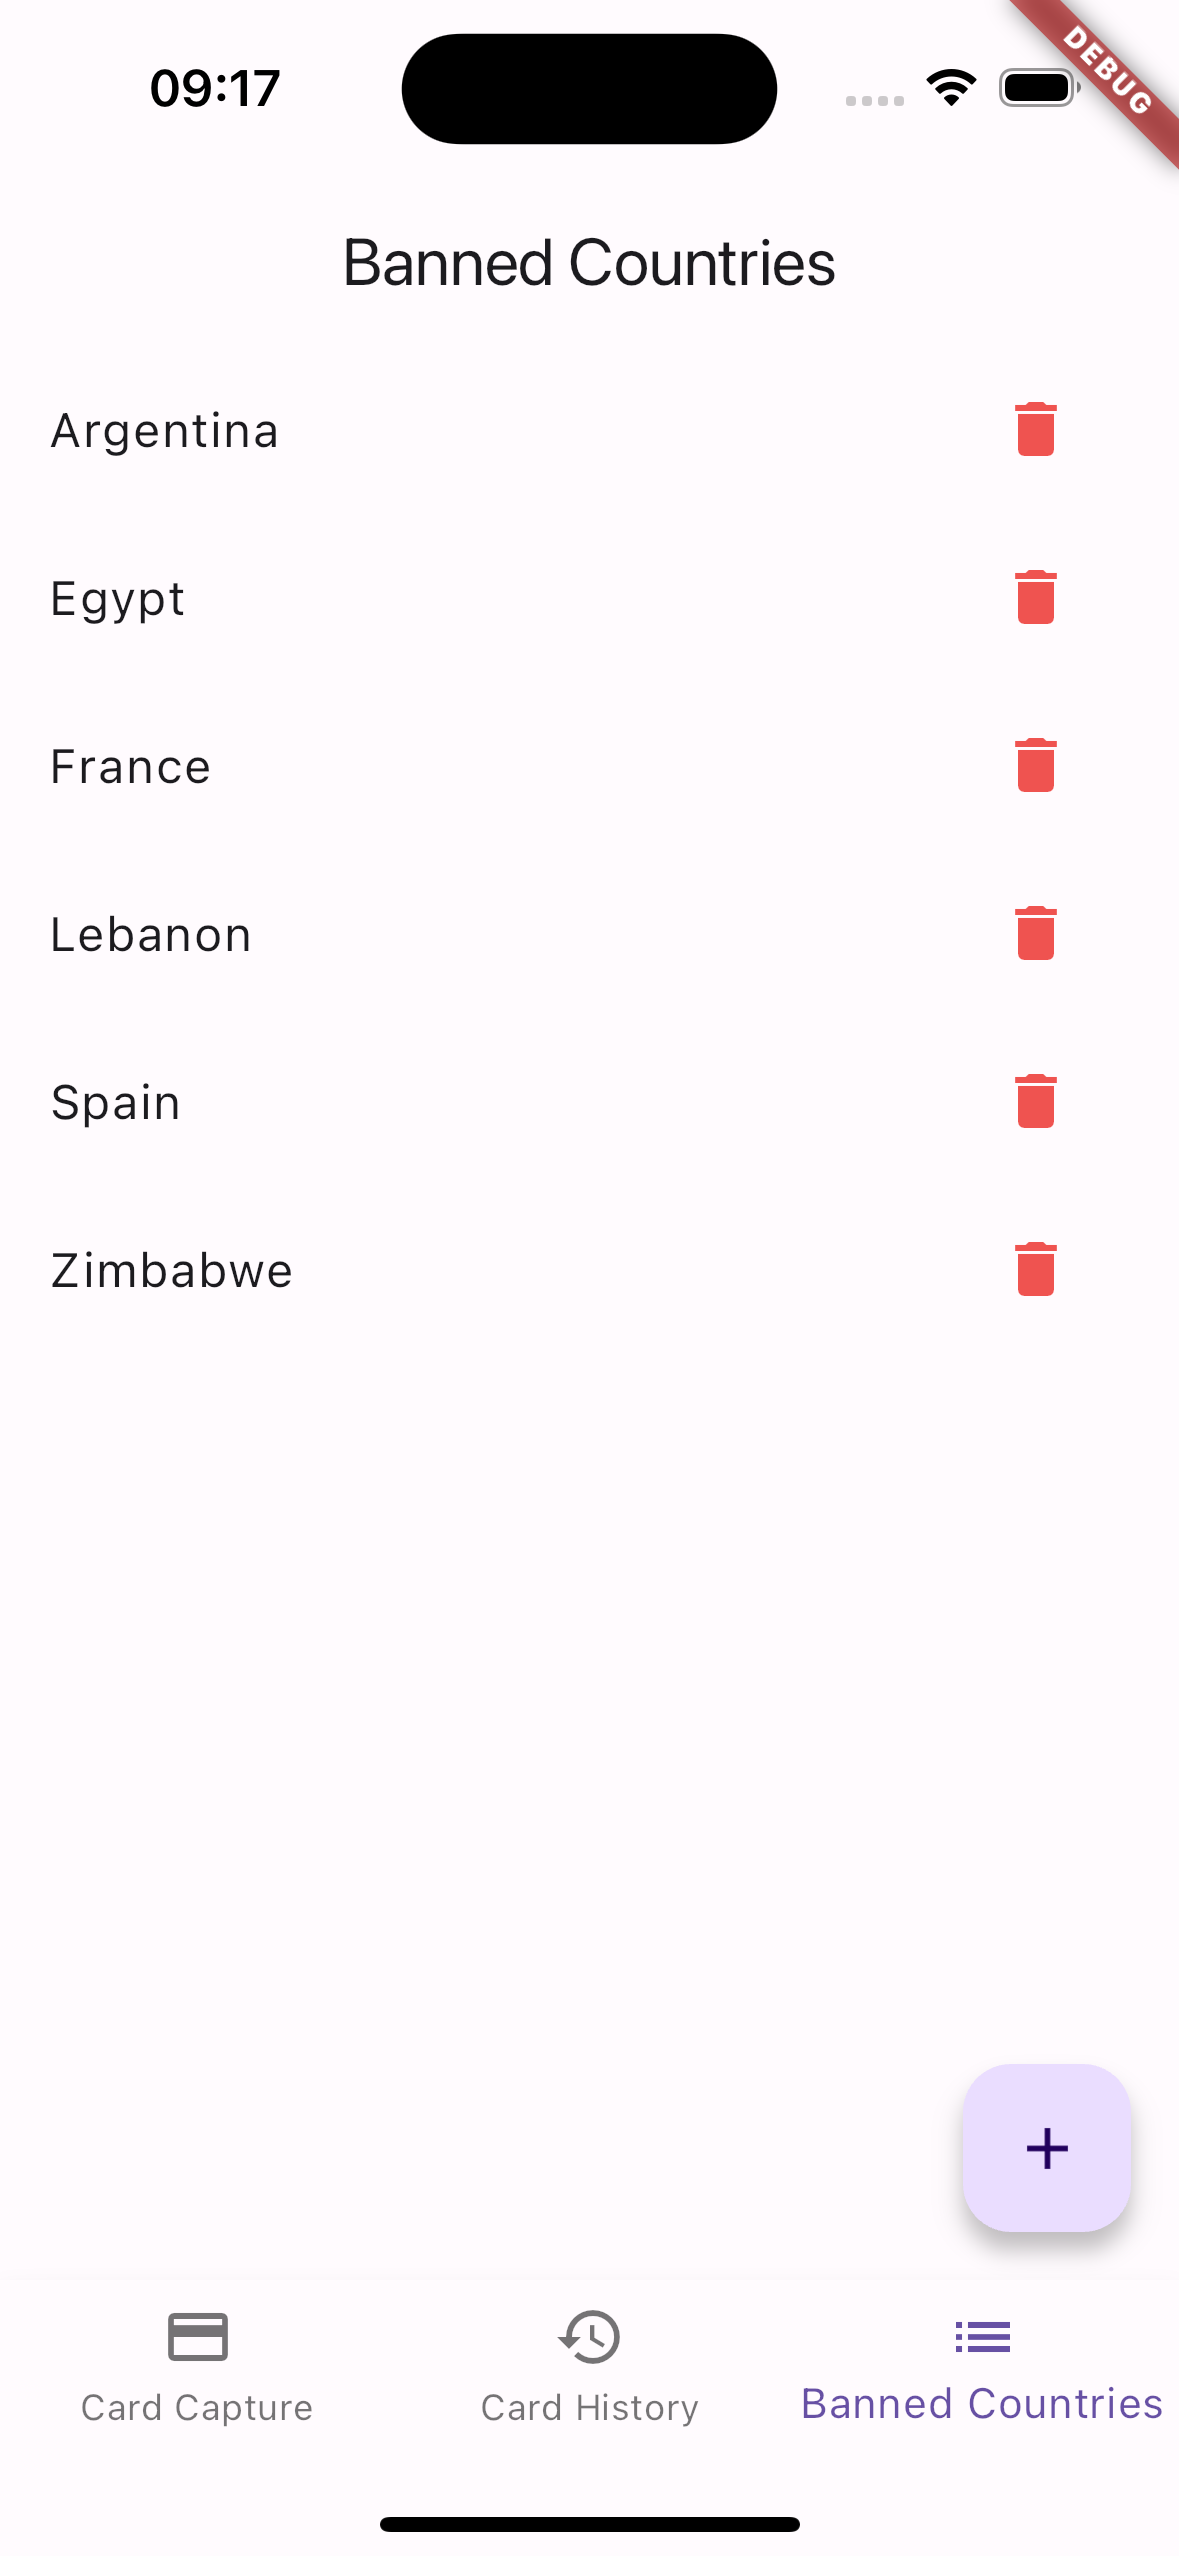 09:17
DEBUG
Banned Countries
Argentina
Egypt
France
Lebanon
Spain
Zimbabwe
+
Card Capture
Card History
Banned Countries